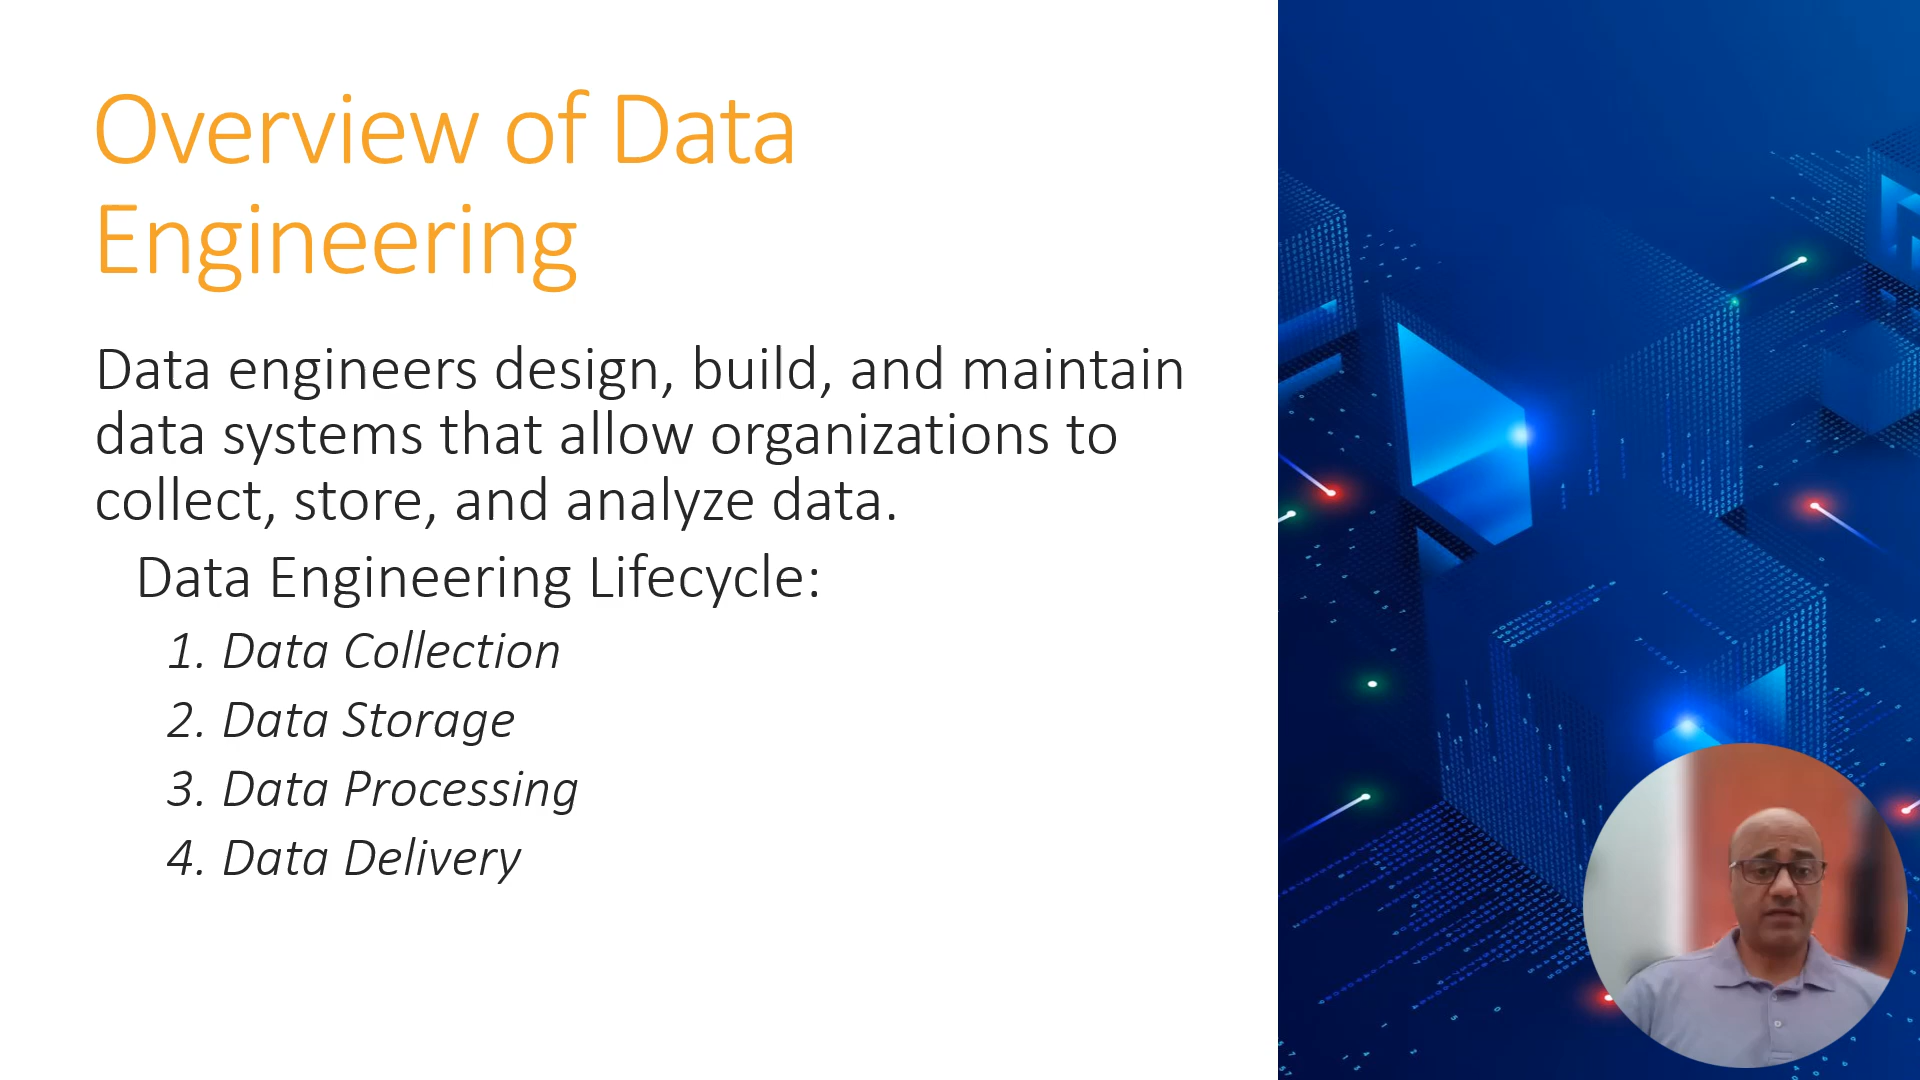 Overview of Data
Engineering
Data engineers design, build, and maintain
data systems that allow organizations to
collect, store, and analyze data.
Data Engineering Lifecycle:
1. Data Collection
2. Data Storage
3. Data Processing
4. Data Delivery